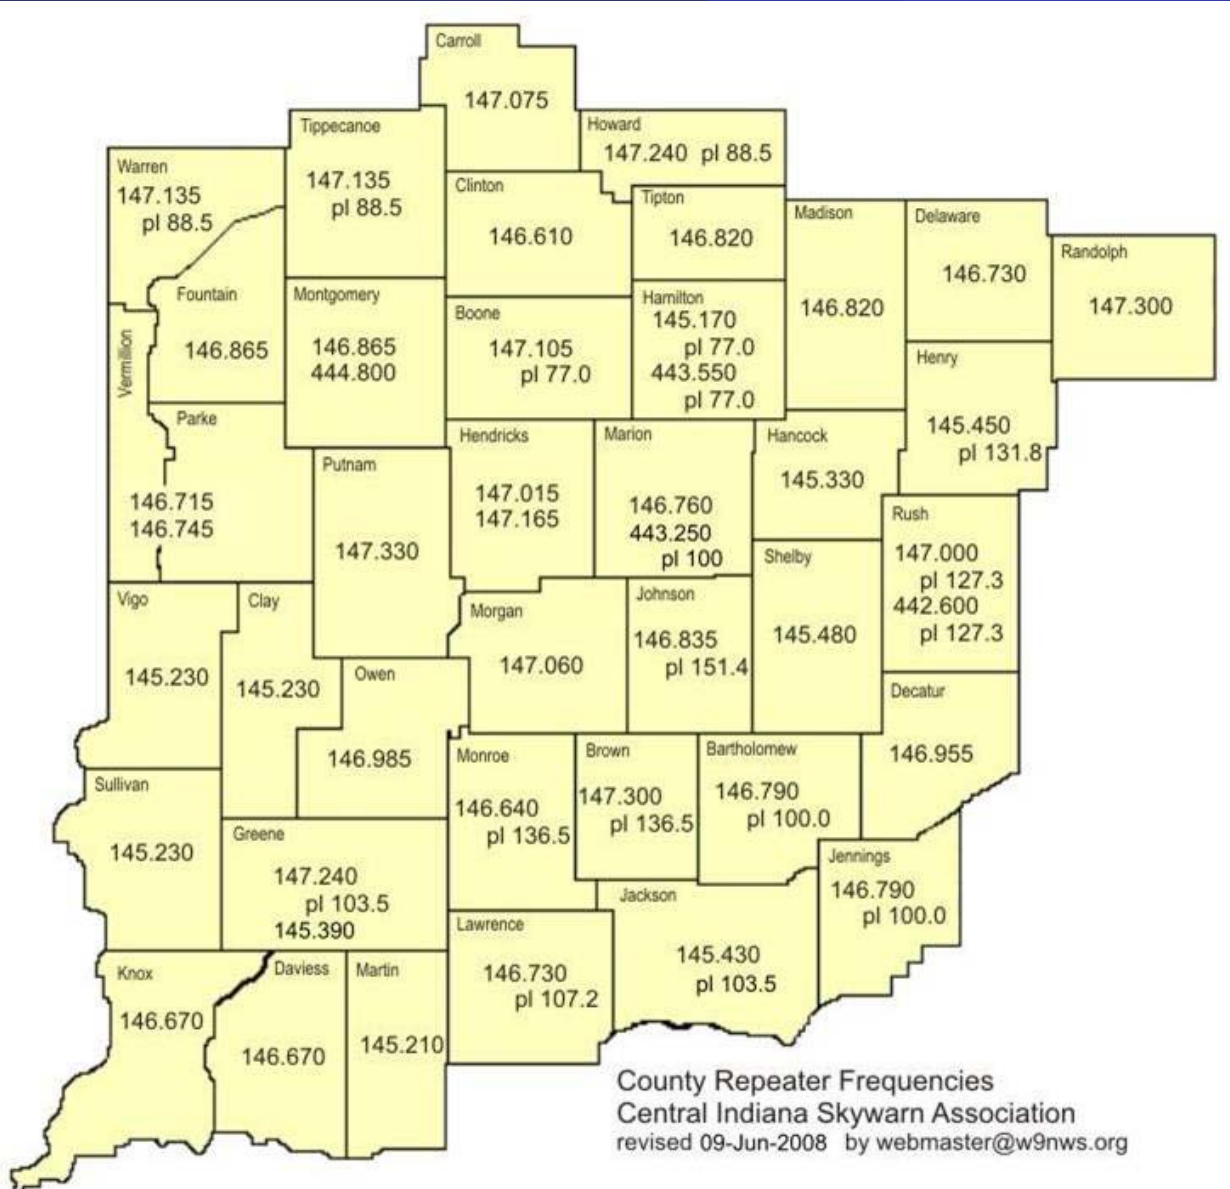 Carroll
147.075
Tippecanoe
147.135
pl 88.5
Howard
147.240 pl 88.5
Warren
147.135
pl 88.5
Clinton
146.610
Tipton
146.820
Madison
146.820
Delaware
146.730
Randolph
147.300
Fountain
146.865
Montgomery
146.865
444.800
Boone
147.105
pl 77.0
Hamilton
145.170
pl 77.0
443.550
pl 77.0
Henry
145.450
pl 131.8
Vermillion
Parke
146.715
146.745
Putnam
147.330
Hendricks
147.015
147.165
Marion
146.760
443.250
pl 100
Hancock
145.330
Rush
147.000
pl 127.3
442.600
pl 127.3
Shelby
145.480
Vigo
145.230
Clay
145.230
Owen
146.985
Morgan
147.060
Johnson
146.835
pl 151.4
Decatur
146.955
Sullivan
145.230
Greene
147.240
pl 103.5
145.390
Monroe
146.640
pl 136.5
Brown
147.300
pl 136.5
Bartholomew
146.790
pl 100.0
Jennings
146.790
pl 100.0
Jackson
145.430
pl 103.5
Lawrence
146.730
pl 107.2
Knox
146.670
Daviess
146.670
Martin
145.210
County Repeater Frequencies
Central Indiana Skywarn Association
revised 09-Jun-2008 by webmaster@w9nws.org